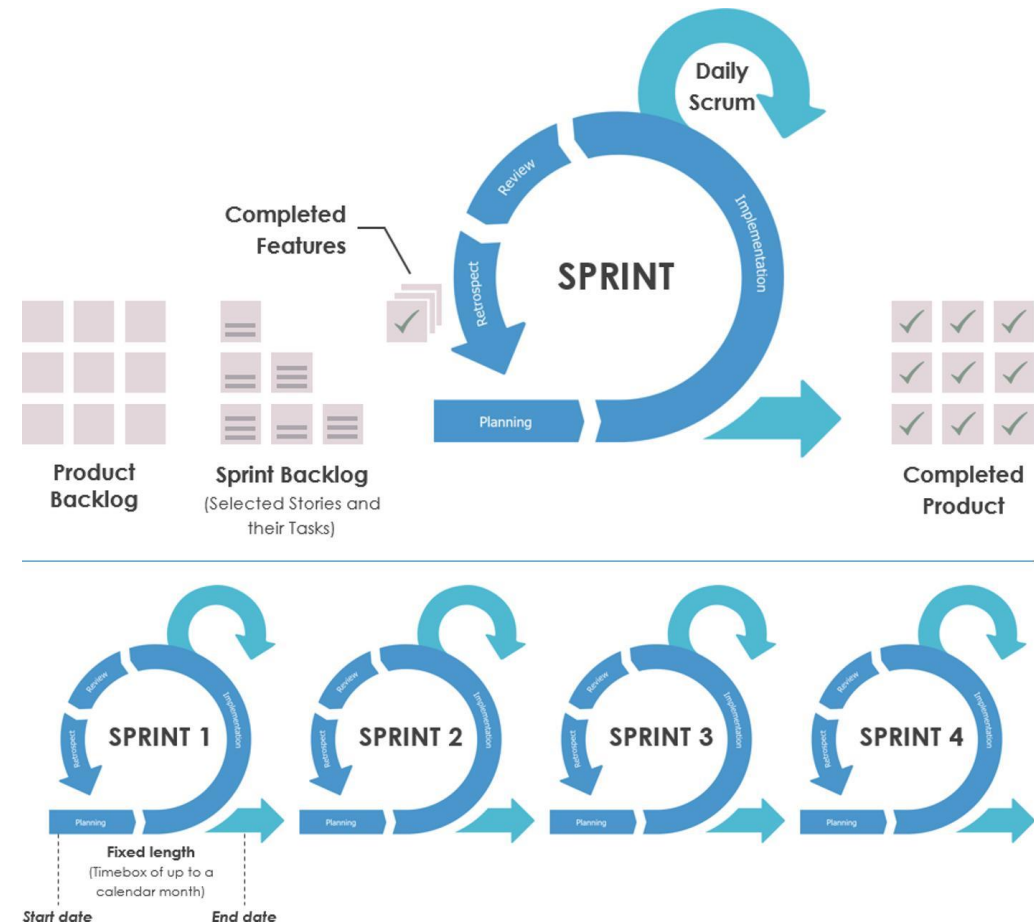 Daily
Scrum
Review
Implementation
Completed
Features
SPRINT
Retrospect
Planning
Product
Backlog
Sprint Backlog
(Selected Stories and
their Tasks)
Completed
Product
Review
Implementation
SPRINT 1
Retrospect
Planning
Review
Implementation
SPRINT 2
Retrospect
Planning
Review
Implementation
SPRINT 3
Retrospect
Planning
Review
Implementation
SPRINT 4
Retrospect
Planning
Fixed length
(Timebox of up to a
calendar month)
Start date
End date